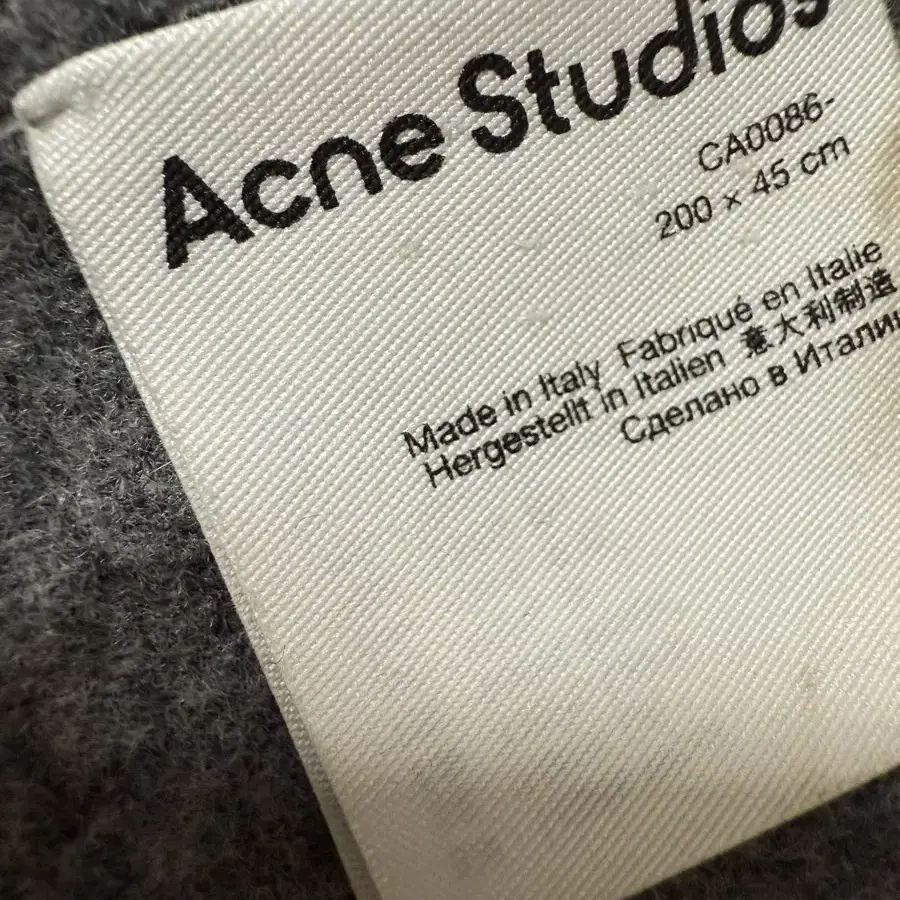 Acne Studios
CA0086-
200 x 45 cm
Made in Italy Fabriqué en Italie
Hergestellt in Italien 意大利制造
Сделано в Италии